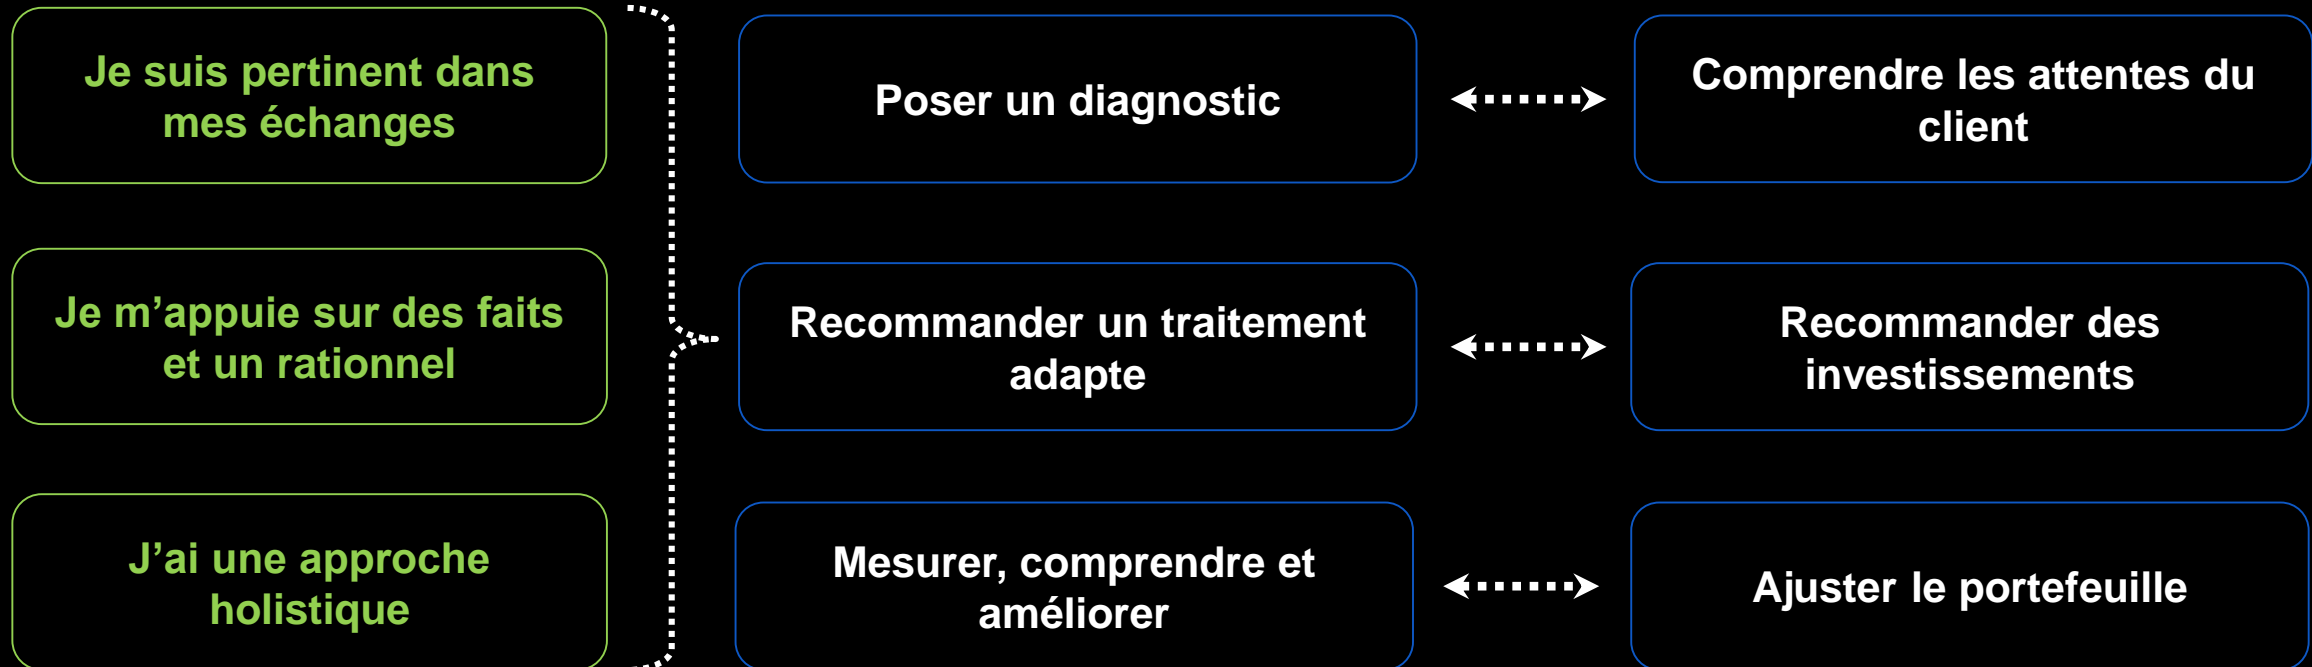 Je suis pertinent dans
mes échanges
Poser un diagnostic
Comprendre les attentes du
client
Je m’appuie sur des faits
et un rationnel
Recommander un traitement
adapte
Recommander des
investissements
J’ai une approche
holistique
Mesurer, comprendre et
améliorer
Ajuster le portefeuille